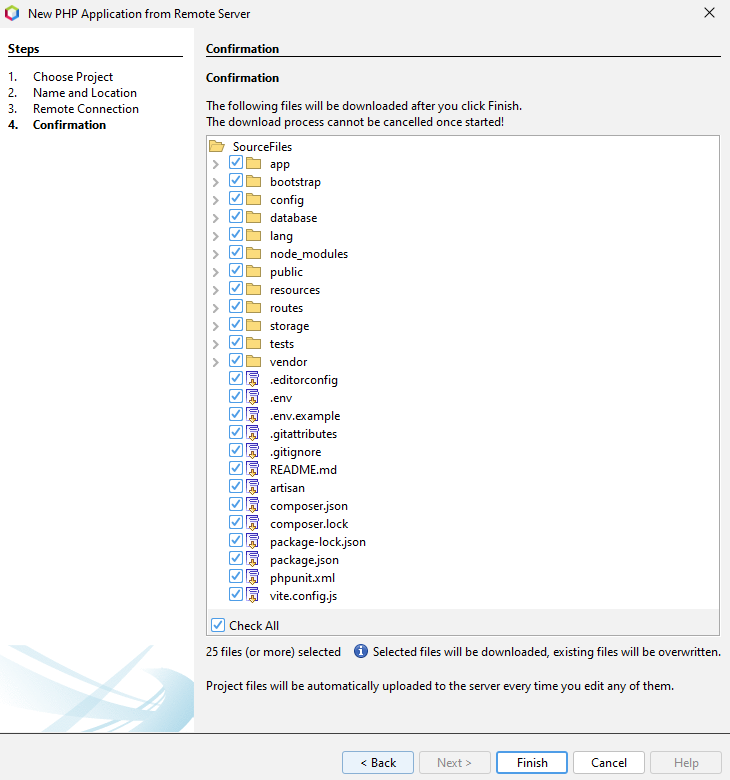 New PHP Application from Remote Server
Steps
1. Choose Project
2. Name and Location
3. Remote Connection
4. Confirmation
Confirmation
Confirmation
The following files will be downloaded after you click Finish.
The download process cannot be cancelled once started!
SourceFiles
app
bootstrap
config
database
lang
node_modules
public
resources
routes
storage
tests
vendor
.editorconfig
.env
.env.example
.gitattributes
.gitignore
README.md
artisan
composer.json
composer.lock
package-lock.json
package.json
phpunit.xml
vite.config.js
Check All
25 files (or more) selected Selected files will be downloaded, existing files will be overwritten.
Project files will be automatically uploaded to the server every time you edit any of them.
< Back Next > Finish Cancel Help